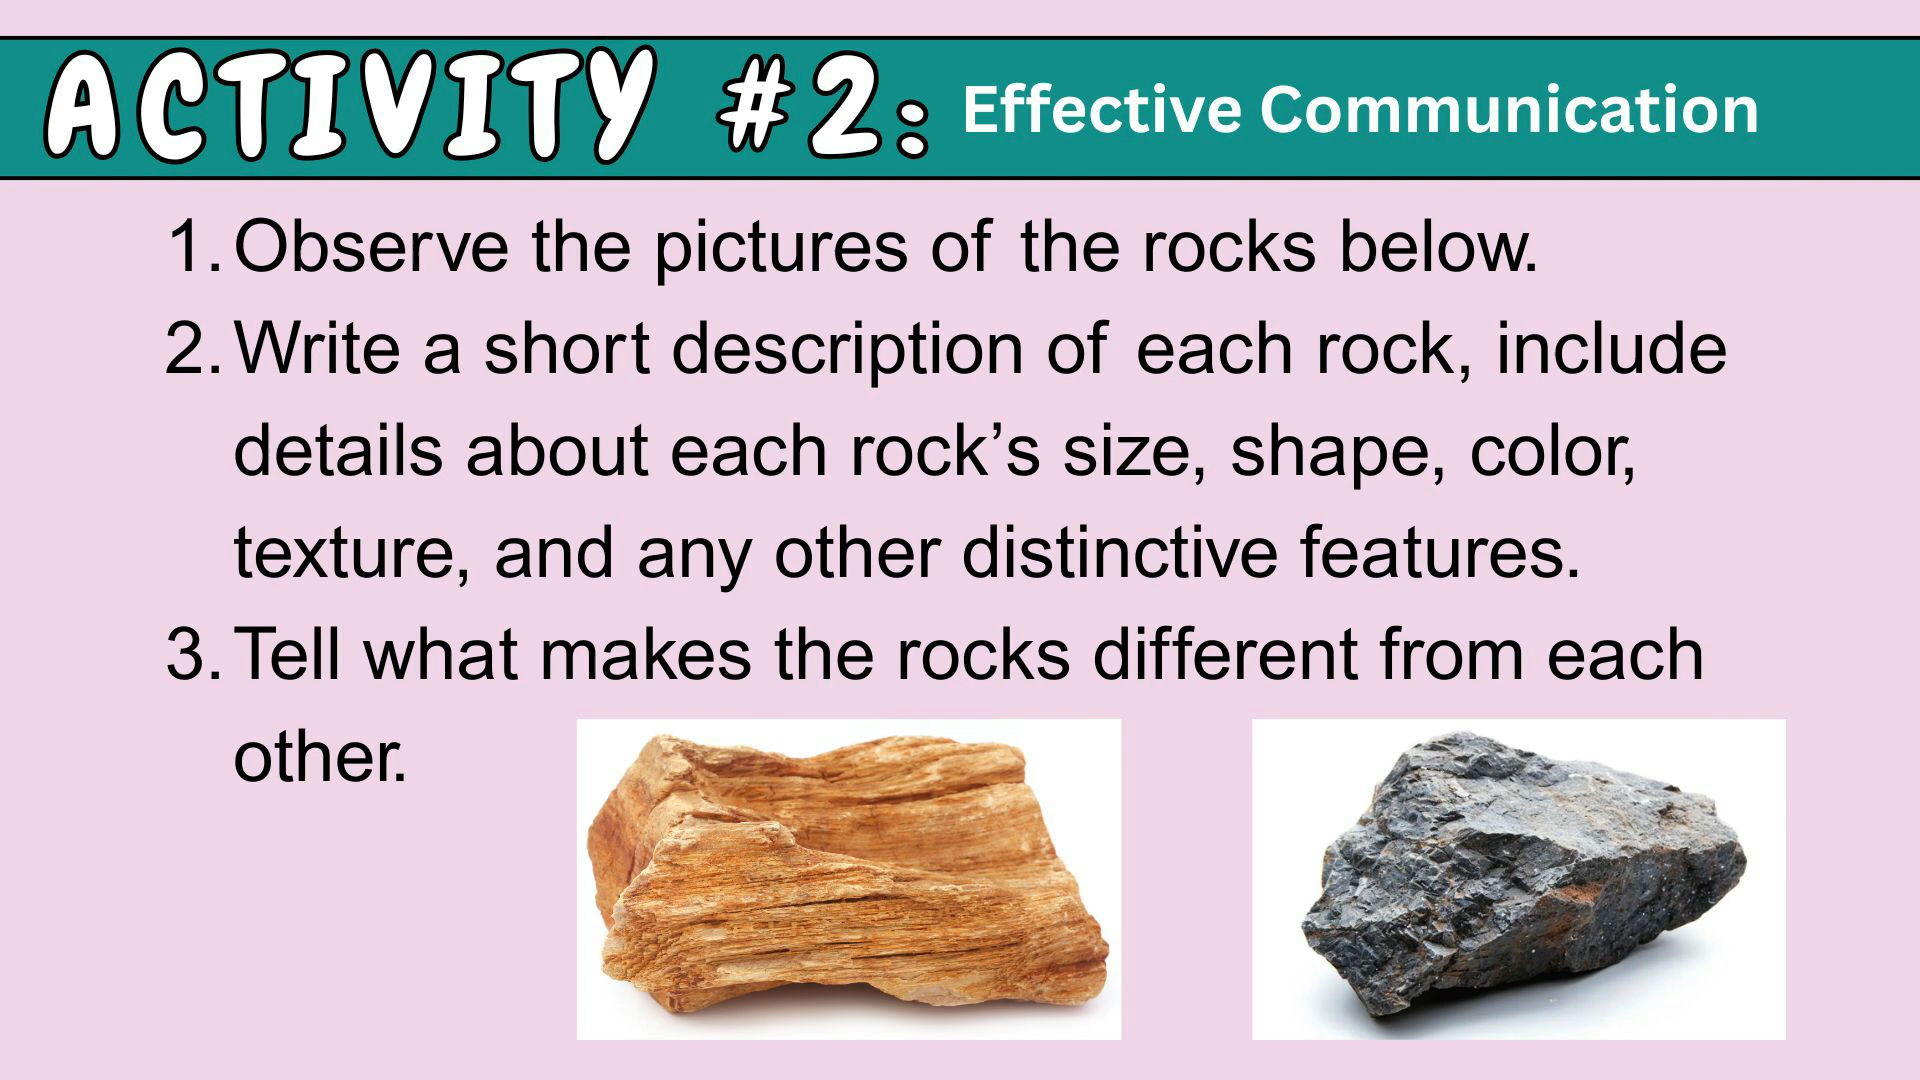 ACTIVITY #2: Effective Communication
1. Observe the pictures of the rocks below.
2. Write a short description of each rock, include
details about each rock’s size, shape, color,
texture, and any other distinctive features.
3. Tell what makes the rocks different from each
other.